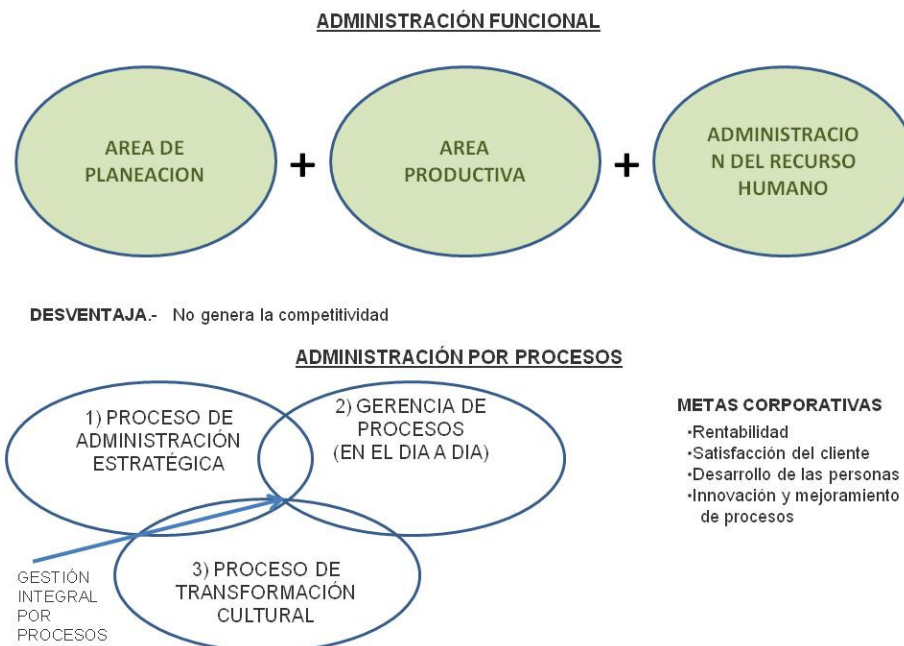 ADMINISTRACIÓN FUNCIONAL
AREA DE
PLANEACION
+
AREA
PRODUCTIVA
+
ADMINISTRACIO
N DEL RECURSO
HUMANO
DESVENTAJA.- No genera la competitividad
ADMINISTRACIÓN POR PROCESOS
1) PROCESO DE
ADMINISTRACIÓN
ESTRATÉGICA
2) GERENCIA DE
PROCESOS
(EN EL DIA A DIA)
3) PROCESO DE
TRANSFORMACIÓN
CULTURAL
GESTIÓN
INTEGRAL
POR
PROCESOS
METAS CORPORATIVAS
•Rentabilidad
•Satisfacción del cliente
•Desarrollo de las personas
•Innovación y mejoramiento
de procesos